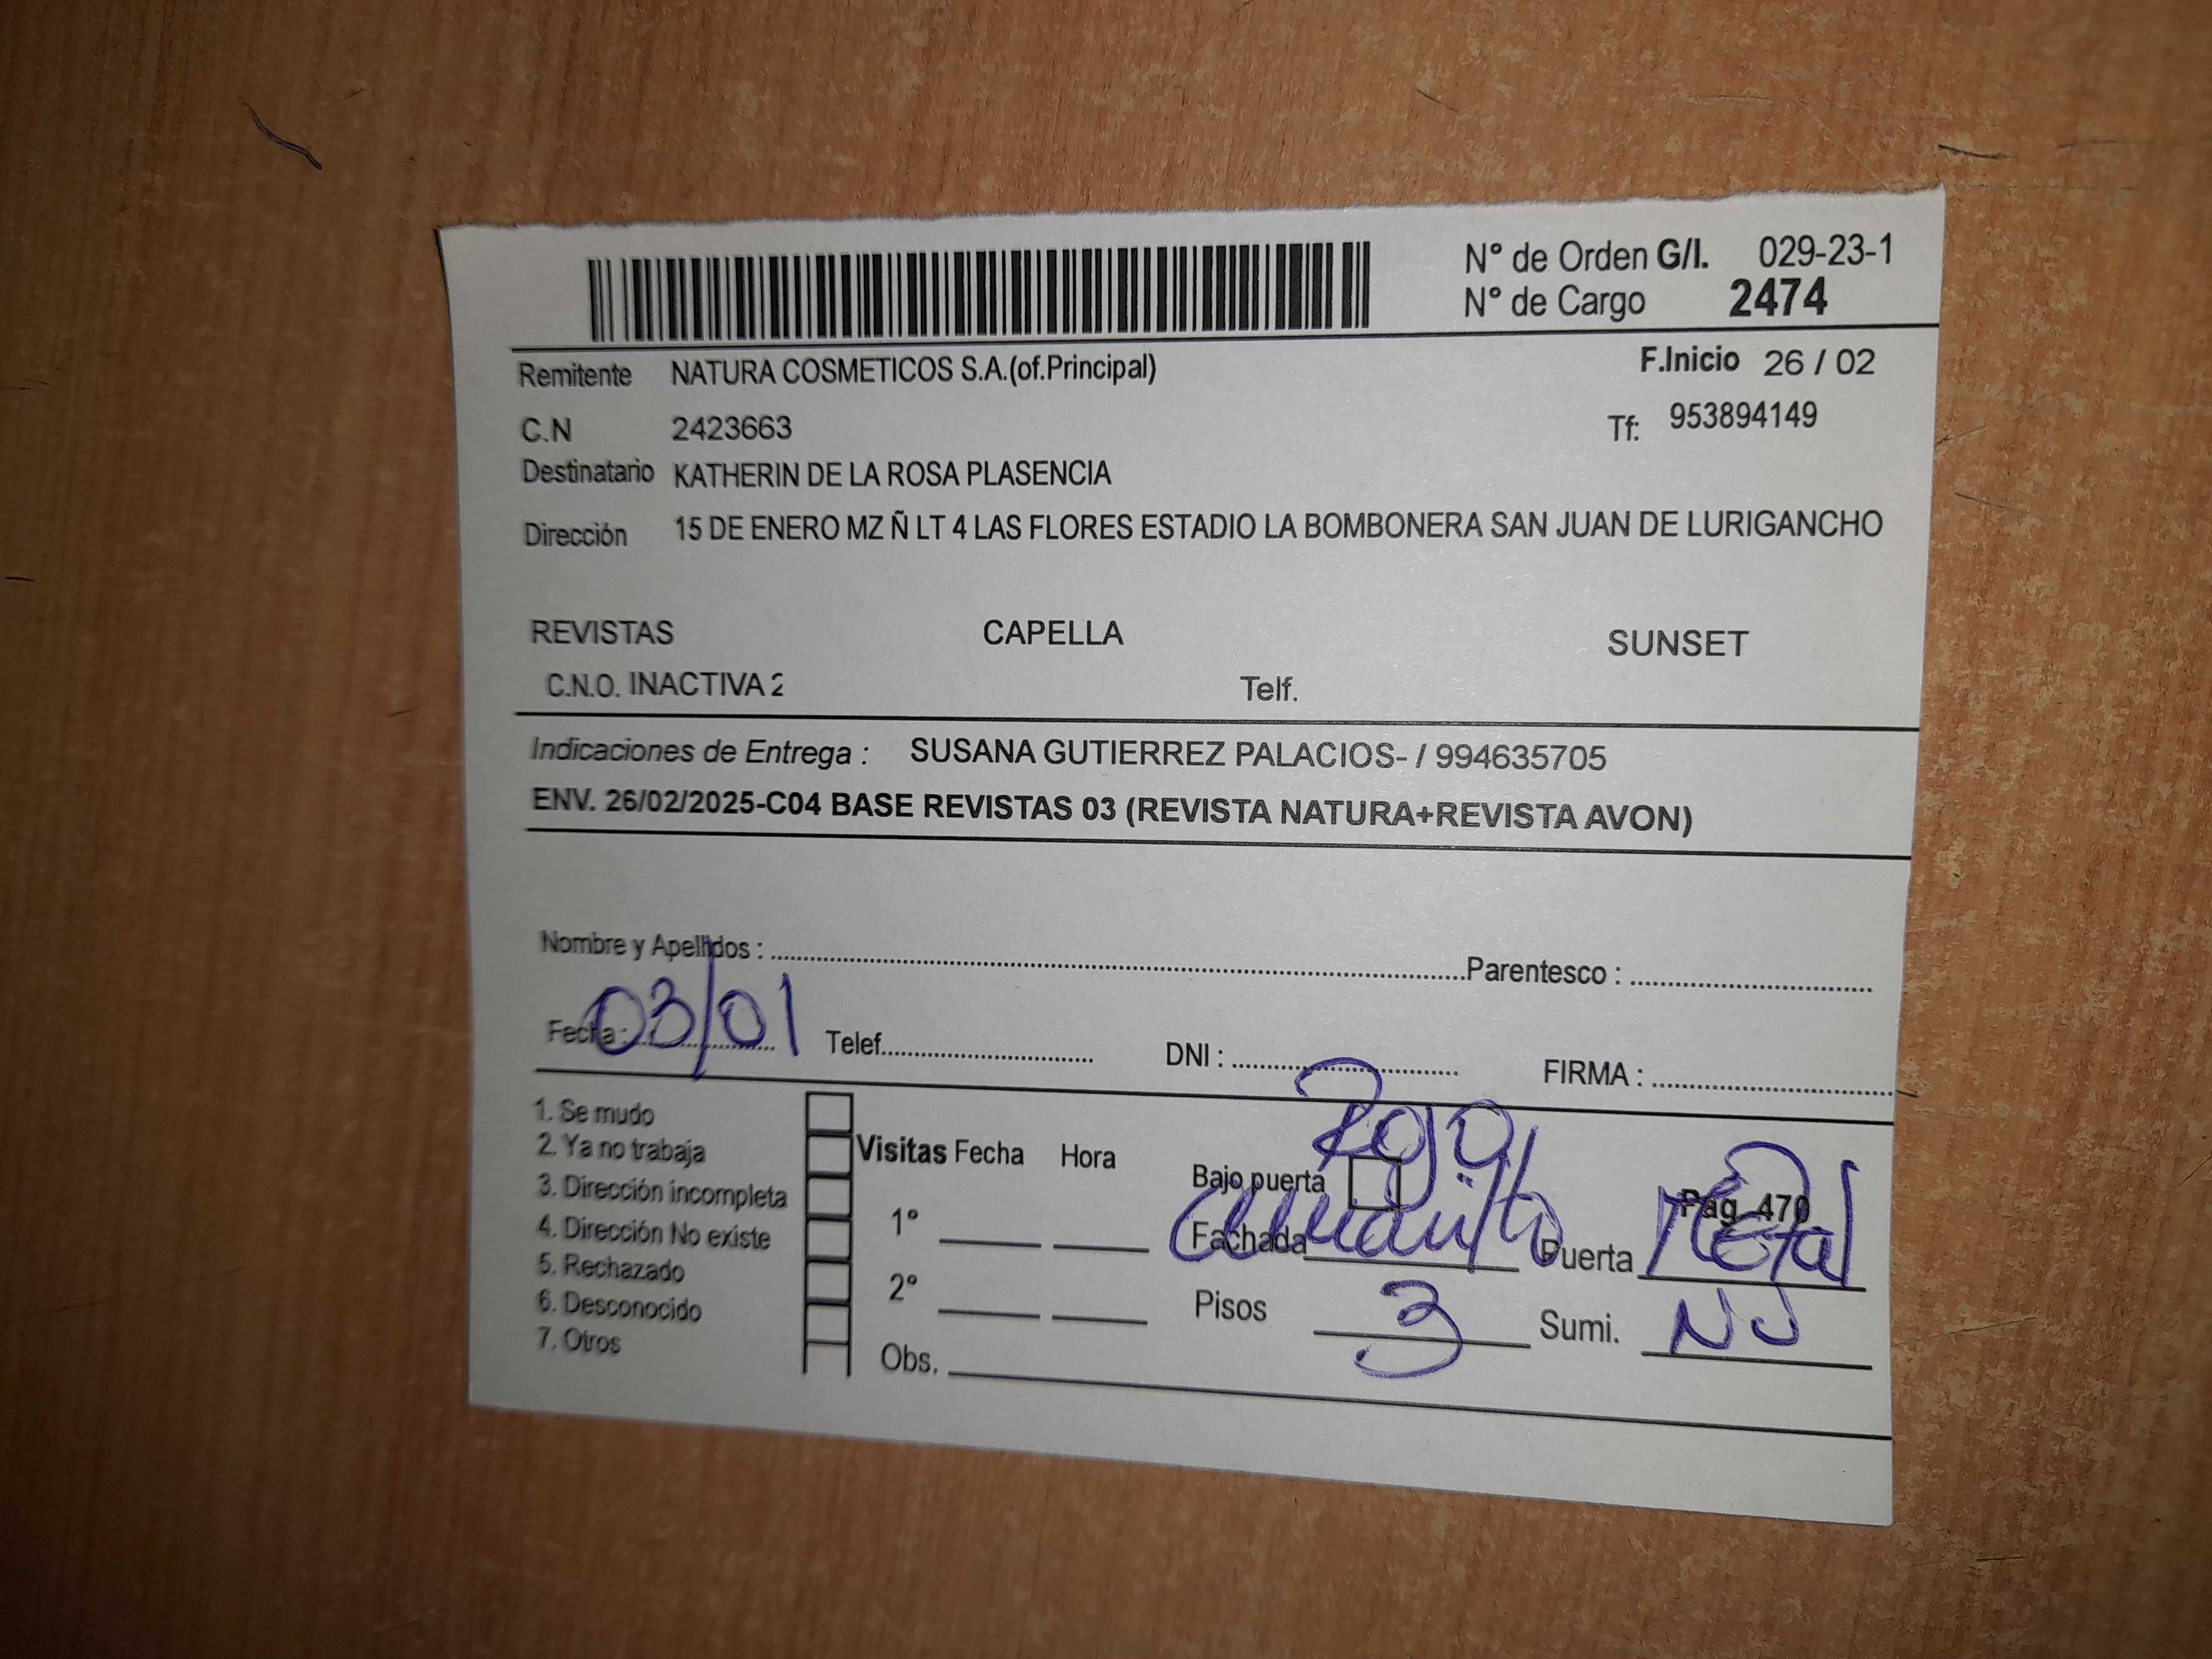 N° de Orden G/I. 029-23-1
N° de Cargo 2474
Remitente NATURA COSMETICOS S.A.(of.Principal) F.Inicio 26 / 02
C.N 2423663 Tf: 953894149
Destinatario KATHERIN DE LA ROSA PLASENCIA
Dirección 15 DE ENERO MZ Ñ LT 4 LAS FLORES ESTADIO LA BOMBONERA SAN JUAN DE LURIGANCHO
REVISTAS CAPELLA SUNSET
C.N.O. INACTIVA 2 Telf.
Indicaciones de Entrega : SUSANA GUTIERREZ PALACIOS- / 994635705
ENV. 26/02/2025-C04 BASE REVISTAS 03 (REVISTA NATURA+REVISTA AVON)
Nombre y Apellidos : Parentesco :
Fecha : 03/01 Telef. DNI : FIRMA :
1. Se mudo
2. Ya no trabaja
3. Dirección incompleta
4. Dirección No existe
5. Rechazado
6. Desconocido
7. Otros
Visitas Fecha Hora
1°
2°
Obs.
Rojo
Bajo puerta Pag. 470
Fachada Puerta Metal
Pisos 3 Sumi.